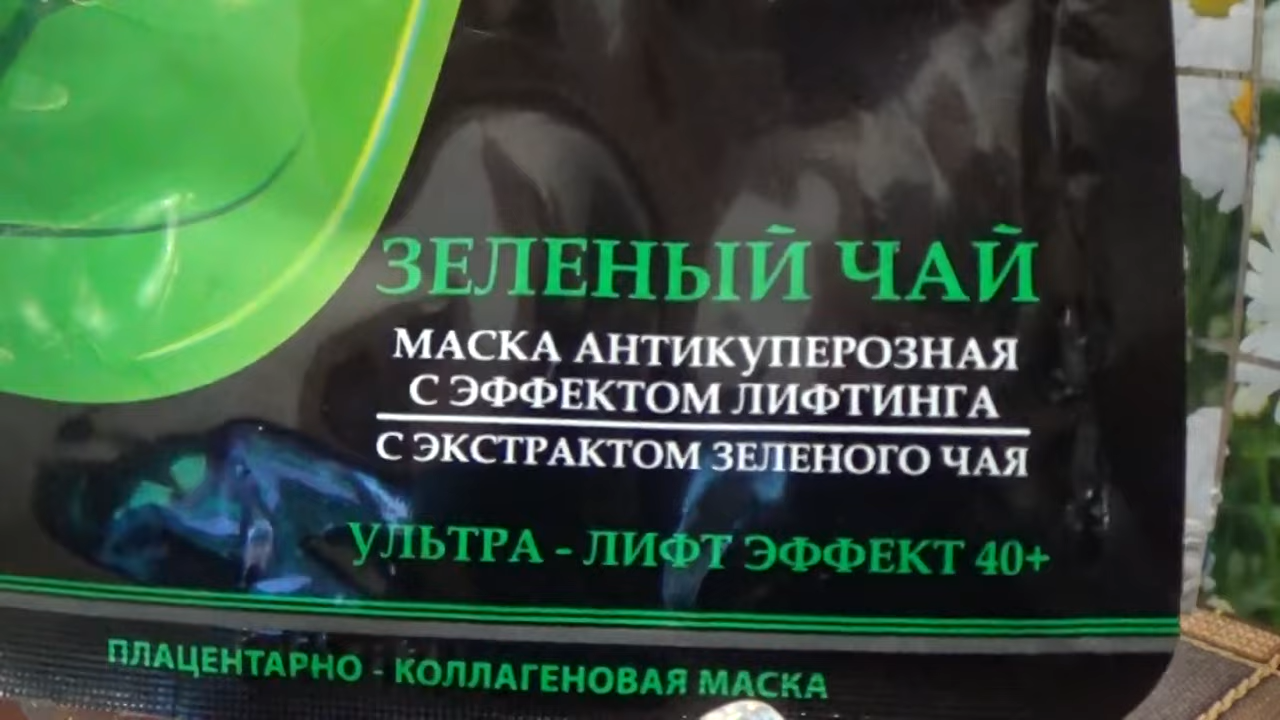 ЗЕЛЕНЫЙ ЧАЙ
МАСКА АНТИКУПЕРОЗНАЯ
С ЭФФЕКТОМ ЛИФТИНГА
С ЭКСТРАКТОМ ЗЕЛЕНОГО ЧАЯ
УЛЬТРА - ЛИФТ ЭФФЕКТ 40+
ПЛАЦЕНТАРНО - КОЛЛАГЕНОВАЯ МАСКА